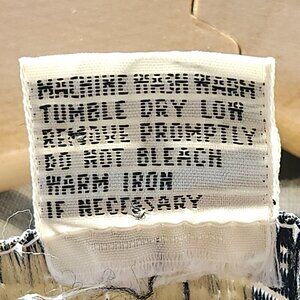 MACHINE WASH WARM
TUMBLE DRY LOW
REMOVE PROMPTLY
DO NOT BLEACH
WARM IRON
IF NECESSARY